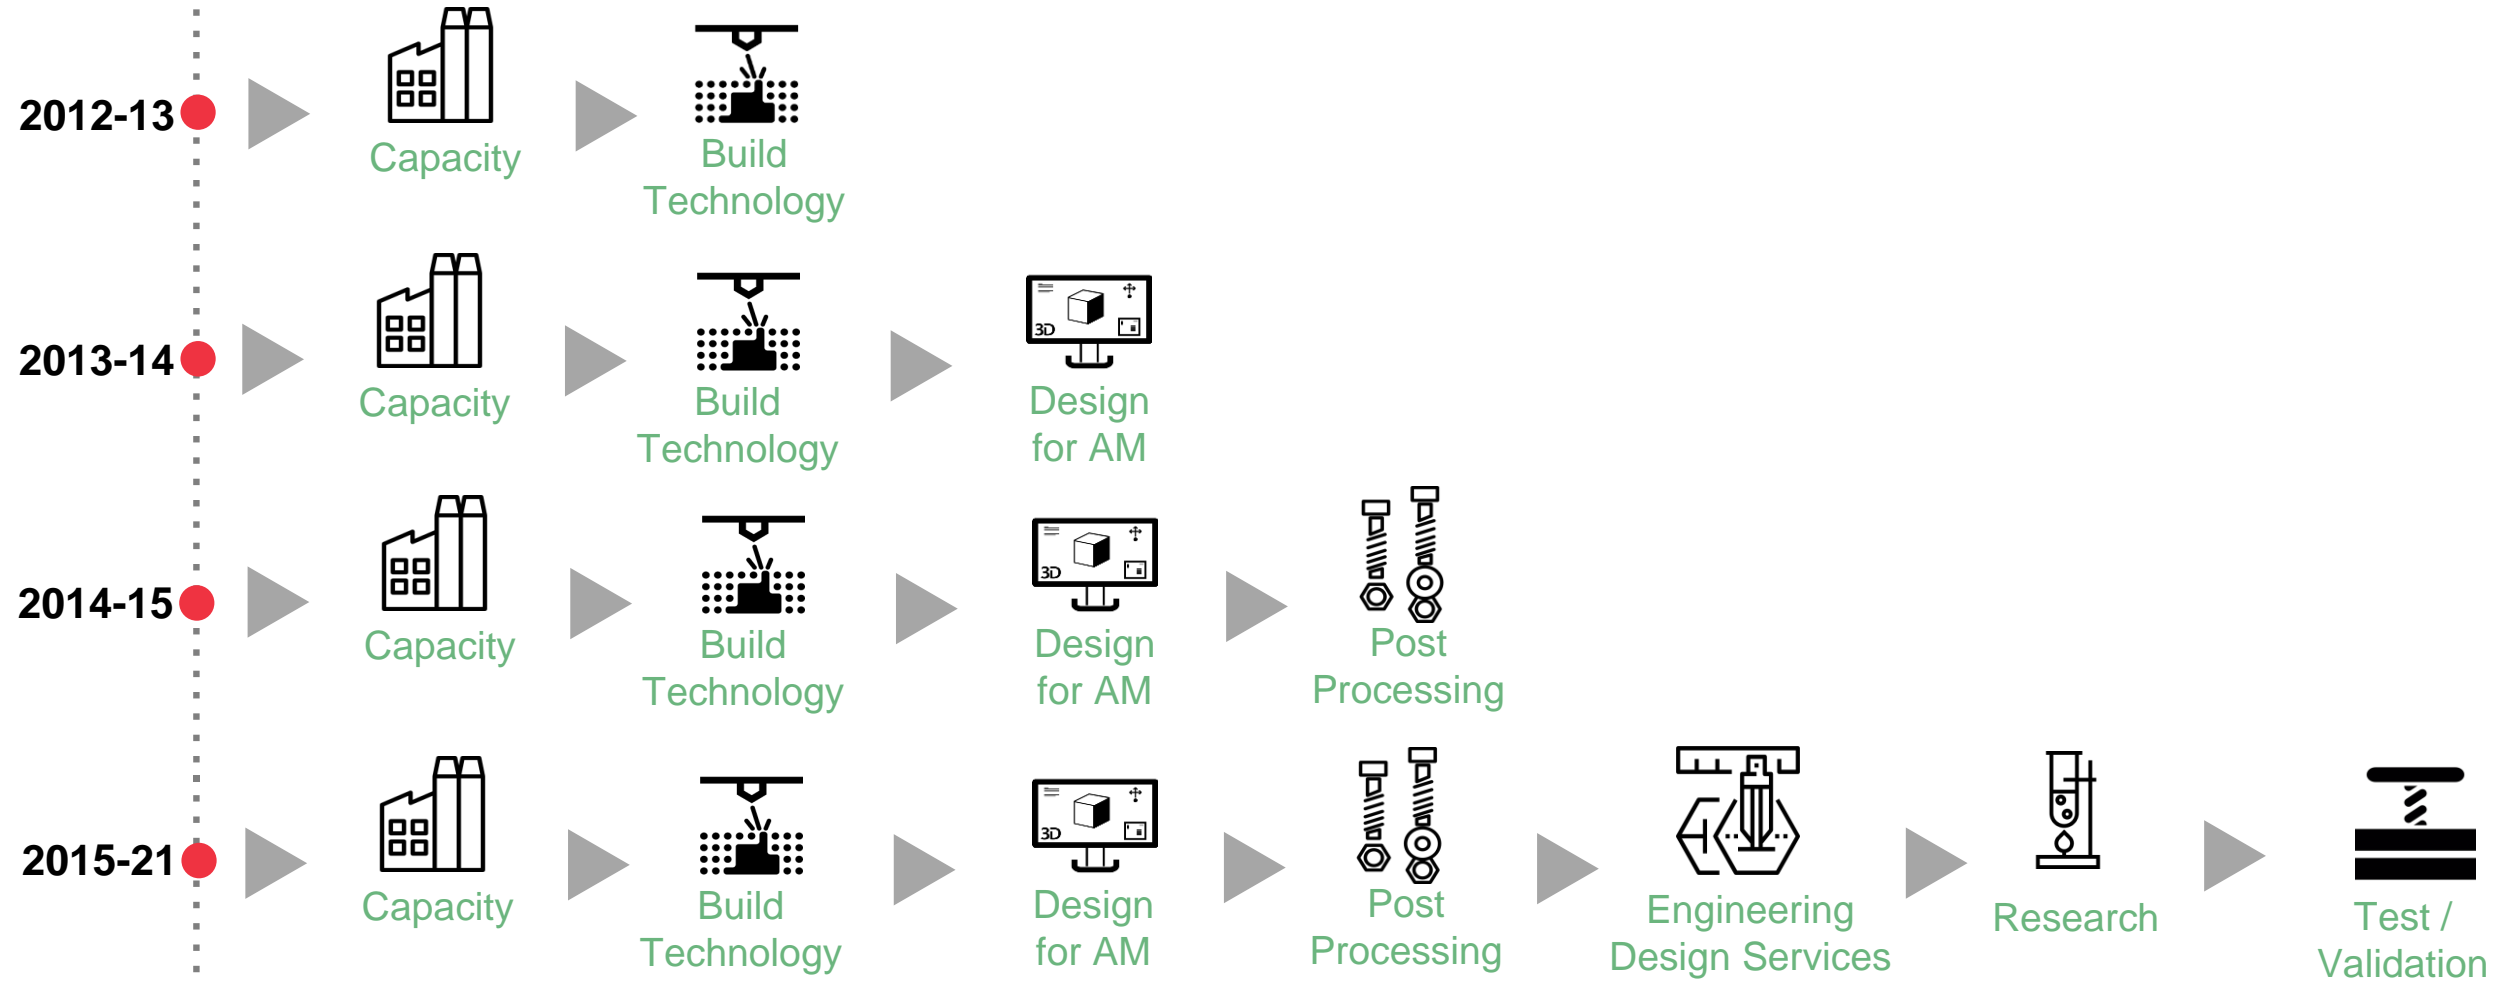 2012-13
Capacity
Build
Technology
2013-14
Capacity
Build
Technology
3D
Design
for AM
2014-15
Capacity
Build
Technology
3D
Design
for AM
Post
Processing
2015-21
Capacity
Build
Technology
3D
Design
for AM
Post
Processing
Engineering
Design Services
Research
Test /
Validation